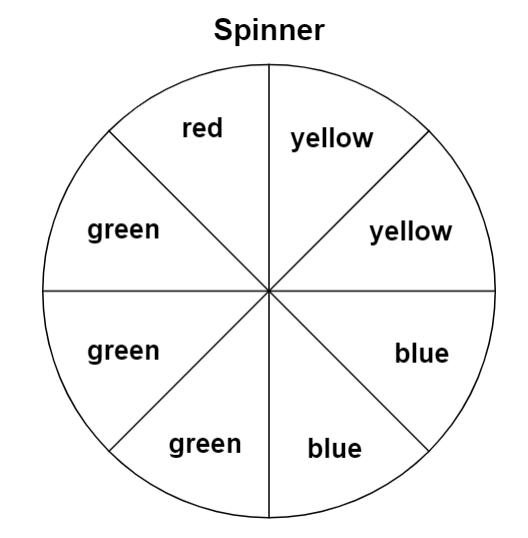 Spinner
red
yellow
green
yellow
green
blue
green
blue